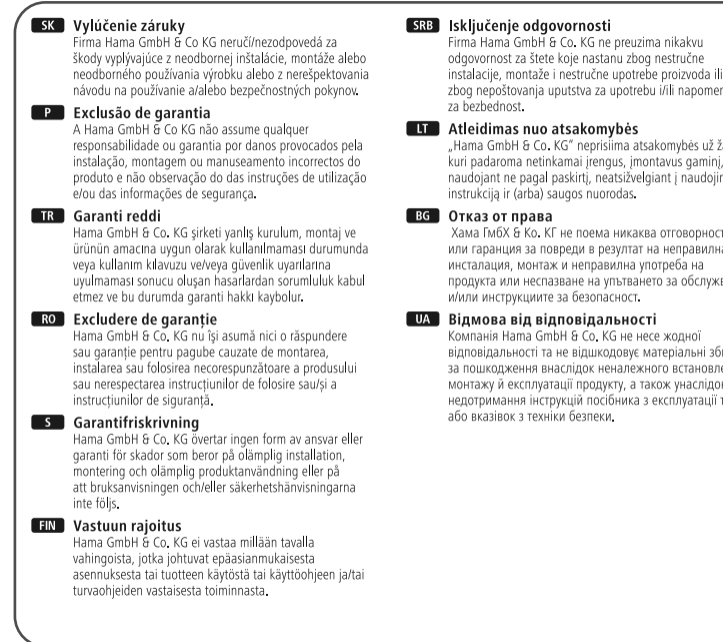 SK Vylúčenie záruky
Firma Hama GmbH & Co KG neručí/nezodpovedá za
škody vyplývajúce z neodbornej inštalácie, montáže alebo
neodborného používania výrobku alebo z nerešpektovania
návodu na používanie a/alebo bezpečnostných pokynov.
P Exclusão de garantia
A Hama GmbH & Co KG não assume qualquer
responsabilidade ou garantia por danos provocados pela
instalação, montagem ou manuseamento incorrectos do
produto e não observação do das instruções de utilização
e/ou das informações de segurança.
TR Garanti reddi
Hama GmbH & Co. KG şirketi yanlış kurulum, montaj ve
ürünün amacına uygun olarak kullanılmaması durumunda
veya kullanım kılavuzu ve/veya güvenlik uyarılarına
uyulmaması sonucu oluşan hasarlardan sorumluluk kabul
etmez ve bu durumda garanti hakkı kaybolur.
RO Excludere de garanție
Hama GmbH & Co. KG nu își asumă nici o răspundere
sau garanție pentru pagube cauzate de montarea,
instalarea sau folosirea necorespunzătoare a produsului
sau nerespectarea instrucțiunilor de folosire sau/și a
instrucțiunilor de siguranță.
S Garantifriskrivning
Hama GmbH & Co. KG övertar ingen form av ansvar eller
garanti för skador som beror på olämplig installation,
montering och olämplig produktanvändning eller på
att bruksanvisningen och/eller säkerhetshänvisningarna
inte följs.
FIN Vastuun rajoitus
Hama GmbH & Co. KG ei vastaa millään tavalla
vahingoista, jotka johtuvat epäasianmukaisesta
asennuksesta tai tuotteen käytöstä tai käyttöohjeen ja/tai
turvaohjeiden vastaisesta toiminnasta.
SRB Isključenje odgovornosti
Firma Hama GmbH & Co. KG ne preuzima nikakvu
odgovornost za štete koje nastanu zbog nestručne
instalacije, montaže i nestručne upotrebe proizvoda ili
zbog nepoštovanja uputstva za upotrebu i/ili
za bezbednost.
LT Atleidimas nuo atsakomybės
„Hama GmbH & Co. KG“ neprisiima atsakomybės už
kuri padaroma netinkamai įrengus, įmontavus gaminį,
naudojant ne pagal paskirtį, neatsižvelgiant į
instrukciją ir (arba) saugos nuorodas.
BG Отказ от права
Хама ГмбХ & Ко. КГ не поема никаква
или гаранция за повреди в резултат на
инсталация, монтаж и неправилна употреба на
продукта или неспазване на упътването за
и/или инструкциите за безопасност.
UA Відмова від відповідальності
Компанія Hama GmbH & Co. KG не несе жодної
відповідальності та не відшкодовує матеріальні
за пошкодження внаслідок неналежного
монтажу й експлуатації продукту, а також
недотримання інструкцій посібника з експлуатації
або вказівок з техніки безпеки.